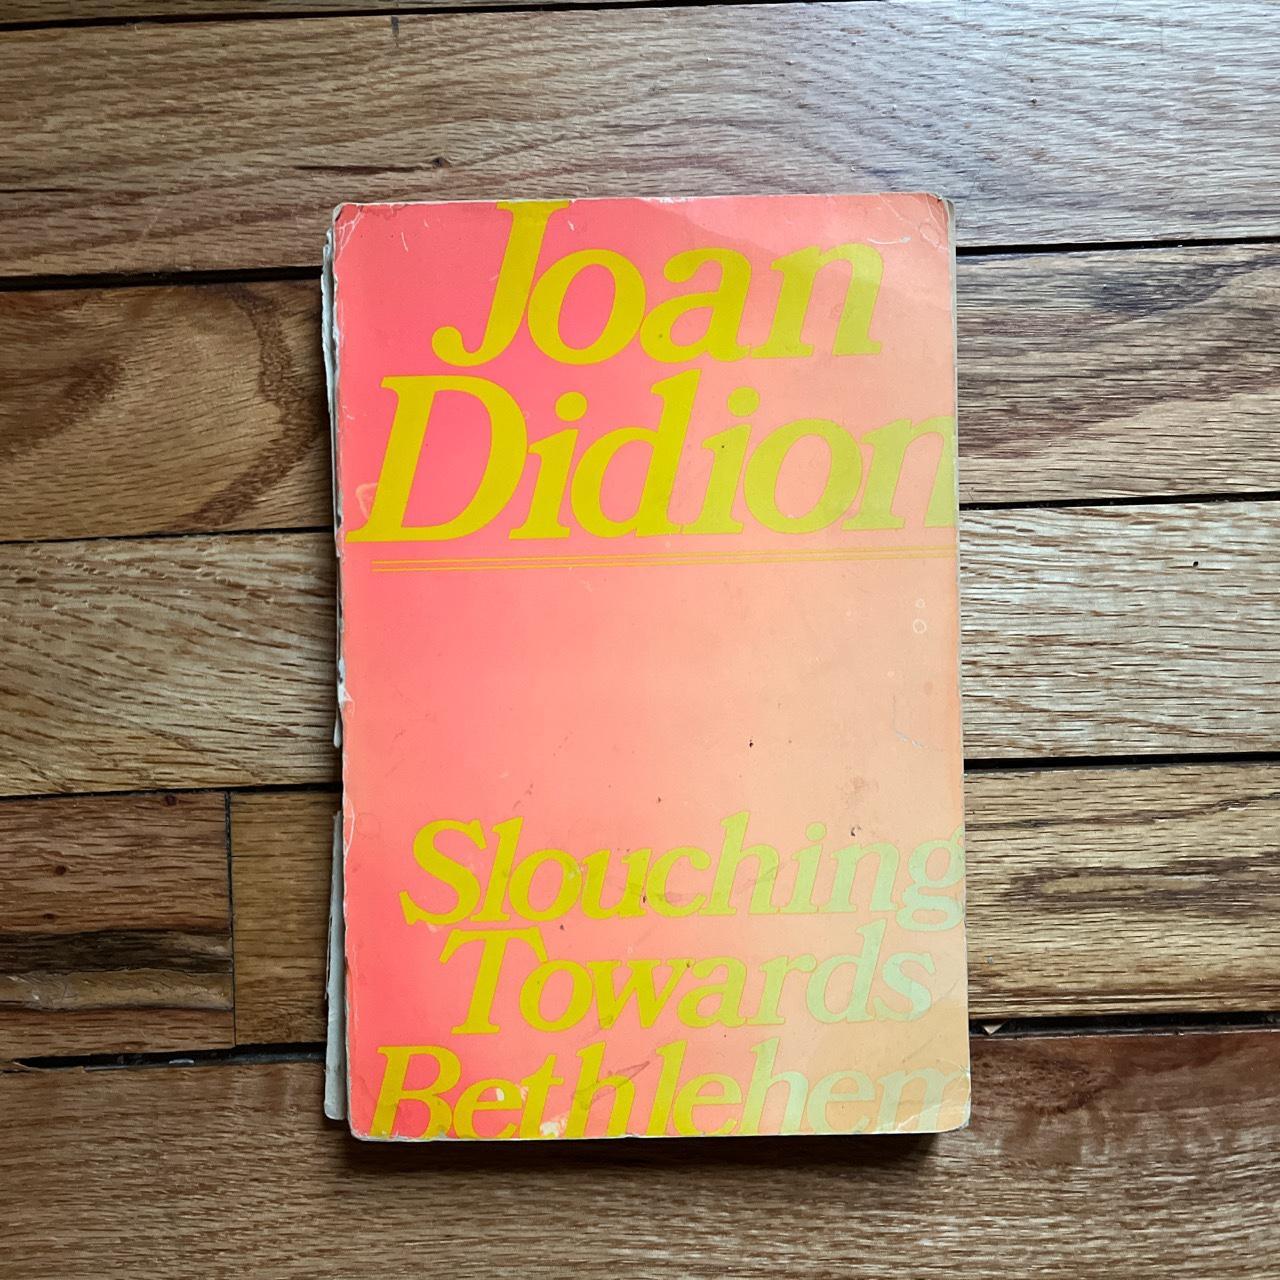 Joan
Didion
Slouching
Towards
Bethlehem